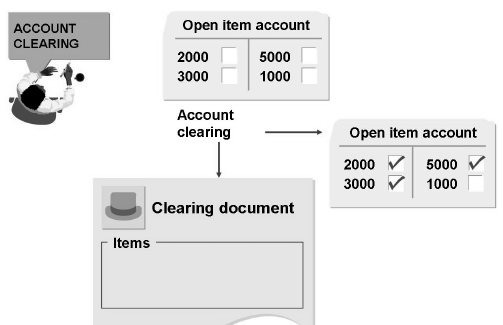 ACCOUNT
CLEARING
Open item account
2000 5000
3000 1000
Account
clearing
Open item account
2000 5000
3000 1000
Clearing document
Items